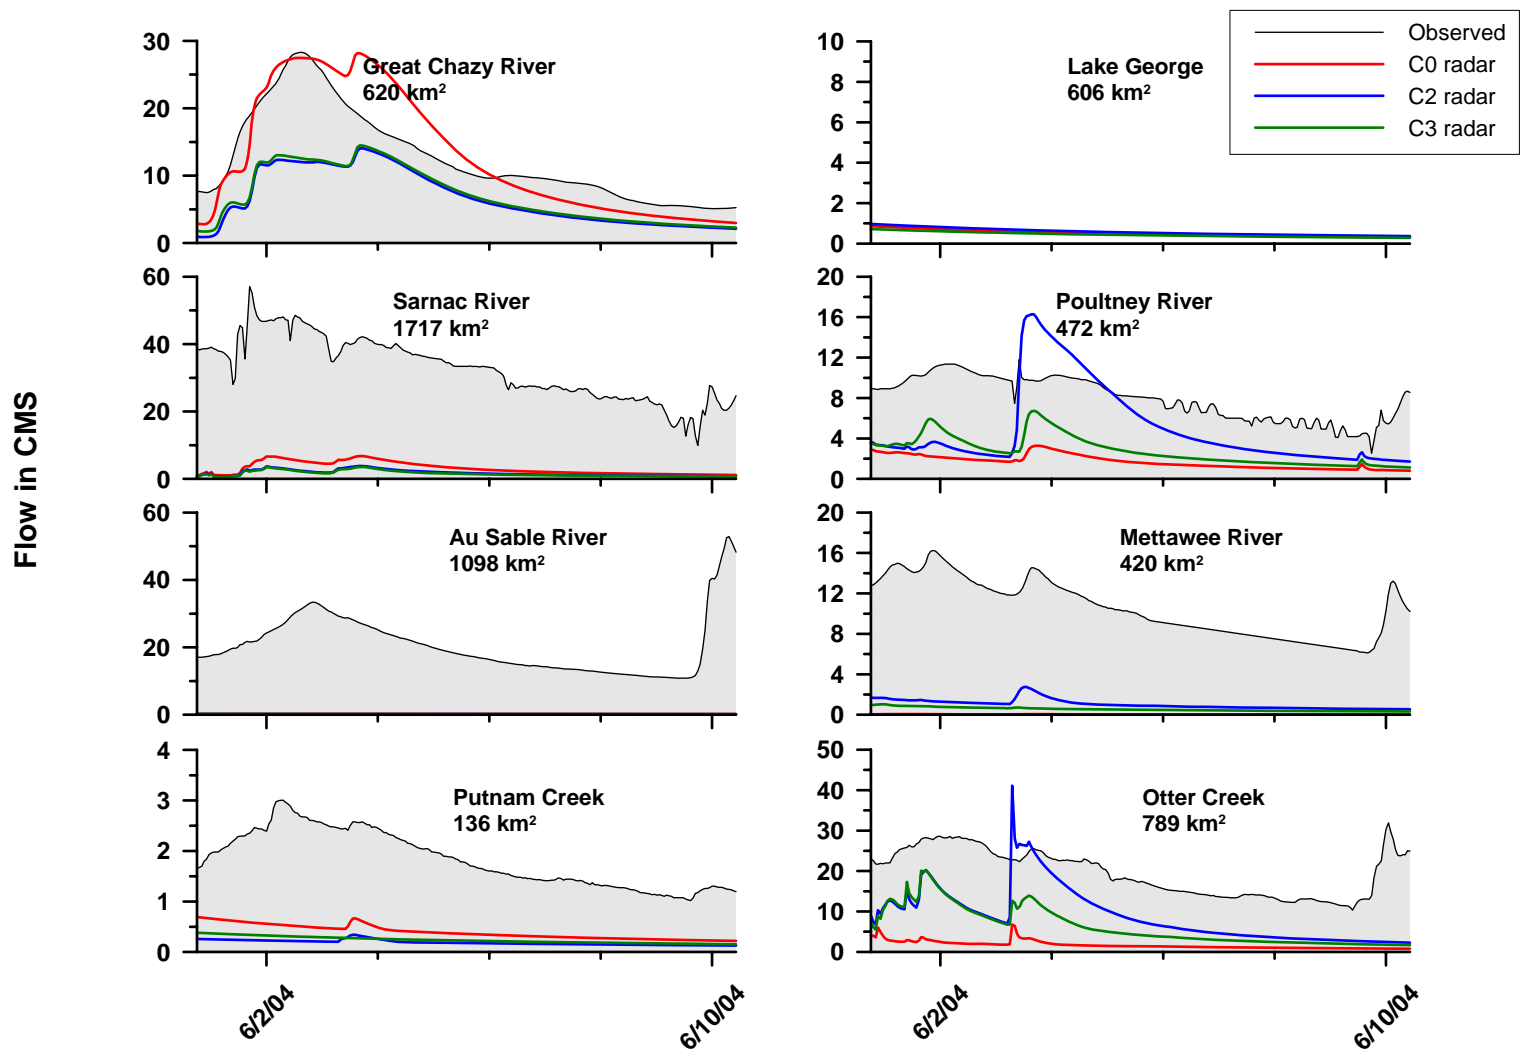 Observed
C0 radar
C2 radar
C3 radar
Flow in CMS
30
20
10
0
Great Chazy River
620 km²
10
8
6
4
2
0
Lake George
606 km²
60
40
20
0
Sarnac River
1717 km²
20
16
12
8
4
0
Poultney River
472 km²
60
40
20
0
Au Sable River
1098 km²
20
16
12
8
4
0
Mettawee River
420 km²
4
3
2
1
0
Putnam Creek
136 km²
50
40
30
20
10
0
Otter Creek
789 km²
6/2/04
6/10/04
6/2/04
6/10/04